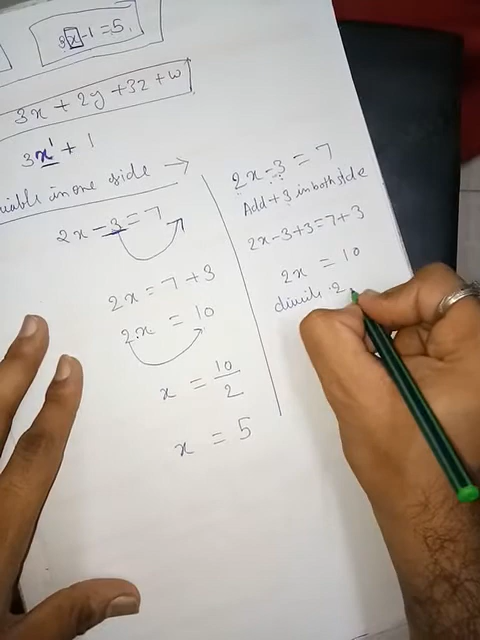 3x-1=5.
3x + 2y + 3z + w
3x¹ + 1
in one side →
2x - 3 = 7
2x = 7 + 3
2x = 10
x = 10/2
x = 5
2x - 3 = 7
Add +3 in both side
2x - 3 + 3 = 7 + 3
2x = 10
divide 2